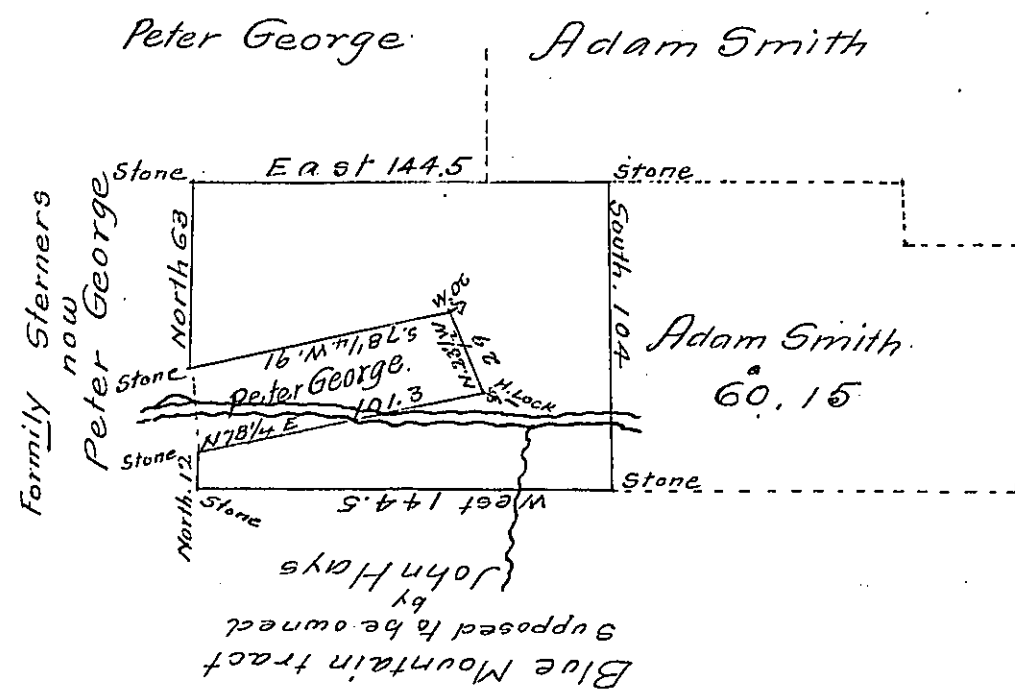 Peter George
Adam Smith
Stone
East 144.5
Stone
Formily Sterners
now
Peter George
North 63
South. 104
W. Oc
S. 78 1/4 W. 91
N. 23 1/2 W.
29
Adam Smith
a
60.15
Stone
Peter George.
H. LOCK
101.3
N78 1/4 E
Stone
North. 12
Stone
West 144.5
Stone
John Hays
by
Supposed to be owned
Blue Mountain tract